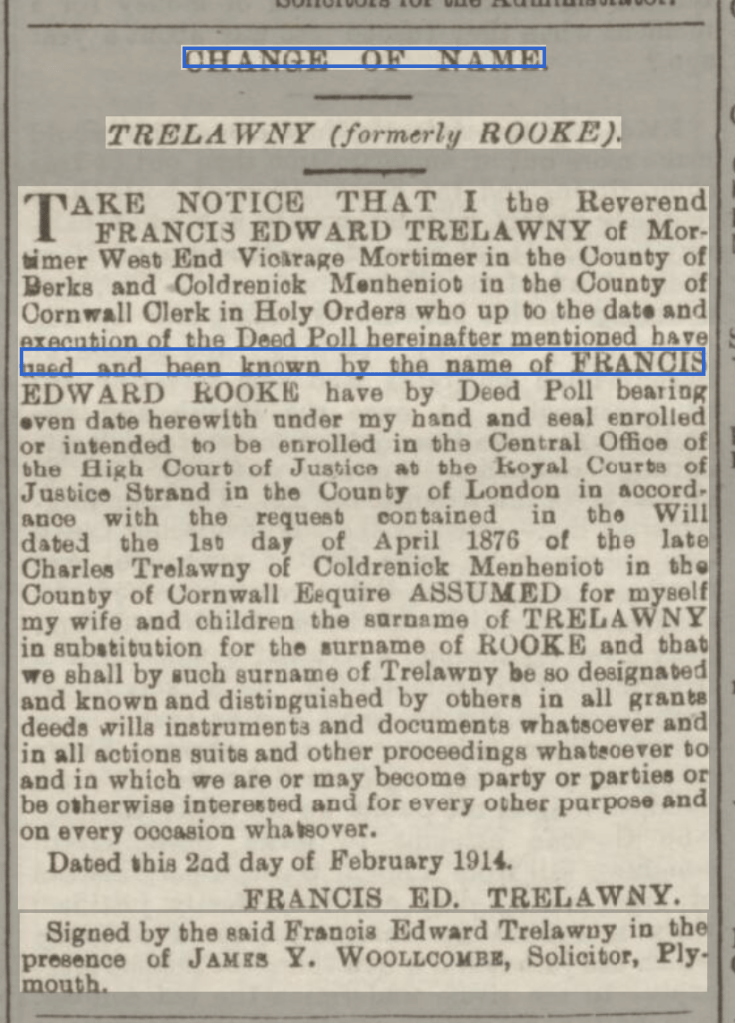 Solicitors for the Administrator.
CHANGE OF NAME.
TRELAWNY (formerly ROOKE).
TAKE NOTICE THAT I the Reverend
FRANCIS EDWARD TRELAWNY of Mor-
timer West End Vicarage Mortimer in the County of
Berks and Coldrenick Menheniot in the County of
Cornwall Clerk in Holy Orders who up to the date and
execution of the Deed Poll hereinafter mentioned have
used and been known by the name of FRANCIS
EDWARD ROOKE have by Deed Poll bearing
even date herewith under my hand and seal enrolled
or intended to be enrolled in the Central Office of
the High Court of Justice at the Royal Courts of
Justice Strand in the County of London in accord-
ance with the request contained in the Will
dated the 1st day of April 1876 of the late
Charles Trelawny of Coldrenick Menheniot in the
County of Cornwall Esquire ASSUMED for myself
my wife and children the surname of TRELAWNY
in substitution for the surname of ROOKE and that
we shall by such surname of Trelawny be so designated
and known and distinguished by others in all grants
deeds wills instruments and documents whatsoever and
in all actions suits and other proceedings whatsoever to
and in which we are or may become party or parties or
be otherwise interested and for every other purpose and
on every occasion whatsover.
Dated this 2nd day of February 1914.
FRANCIS ED. TRELAWNY.
Signed by the said Francis Edward Trelawny in the
presence of JAMES Y. WOOLLCOMBE, Solicitor, Ply-
mouth.